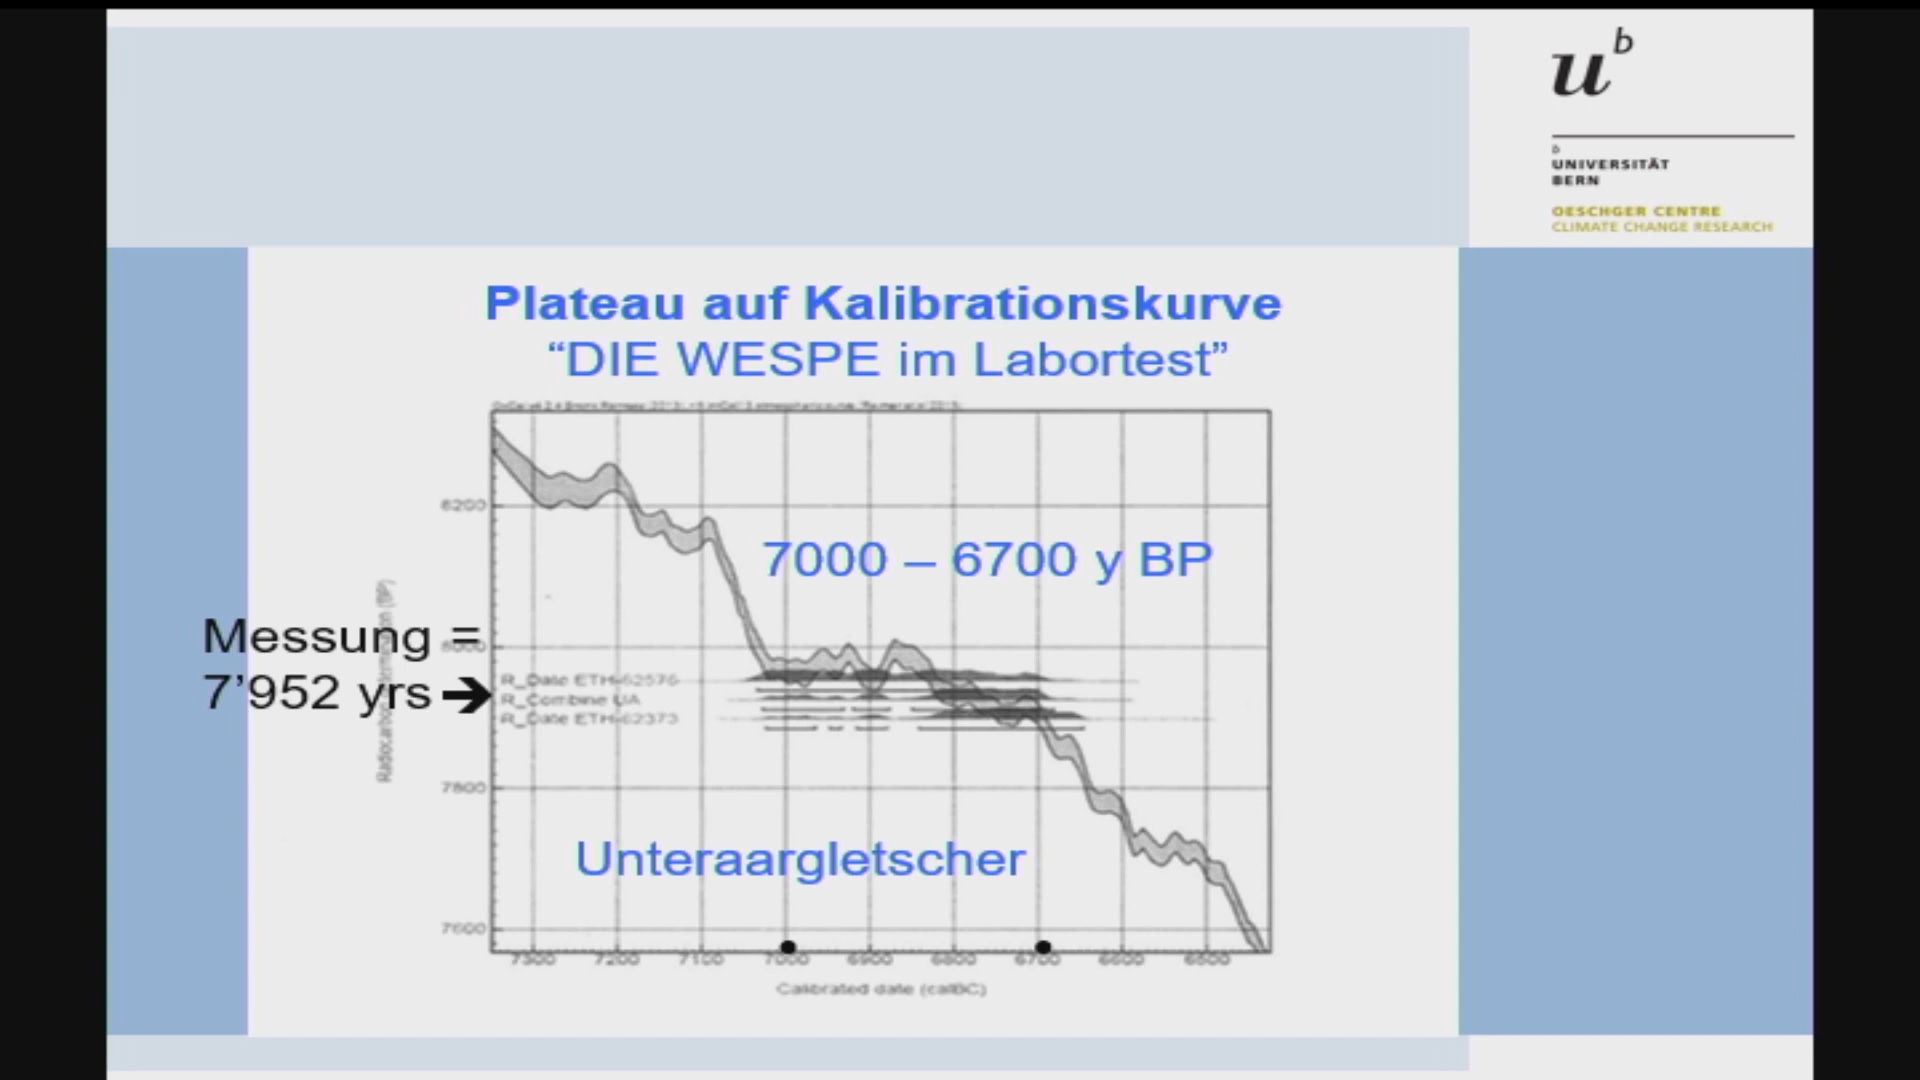 u b
b
UNIVERSITÄT
BERN
OESCHGER CENTRE
CLIMATE CHANGE RESEARCH
Plateau auf Kalibrationskurve
“DIE WESPE im Labortest”
7000 – 6700 y BP
Messung =
7’952 yrs ➔
R_Date ETH-62576
R_Combine UA
R_Date ETH-62373
7800
7600
Unteraargletscher
7300 7200 7100 7000 6900 6800 6700 6600 6500
Calibrated date (calBC)